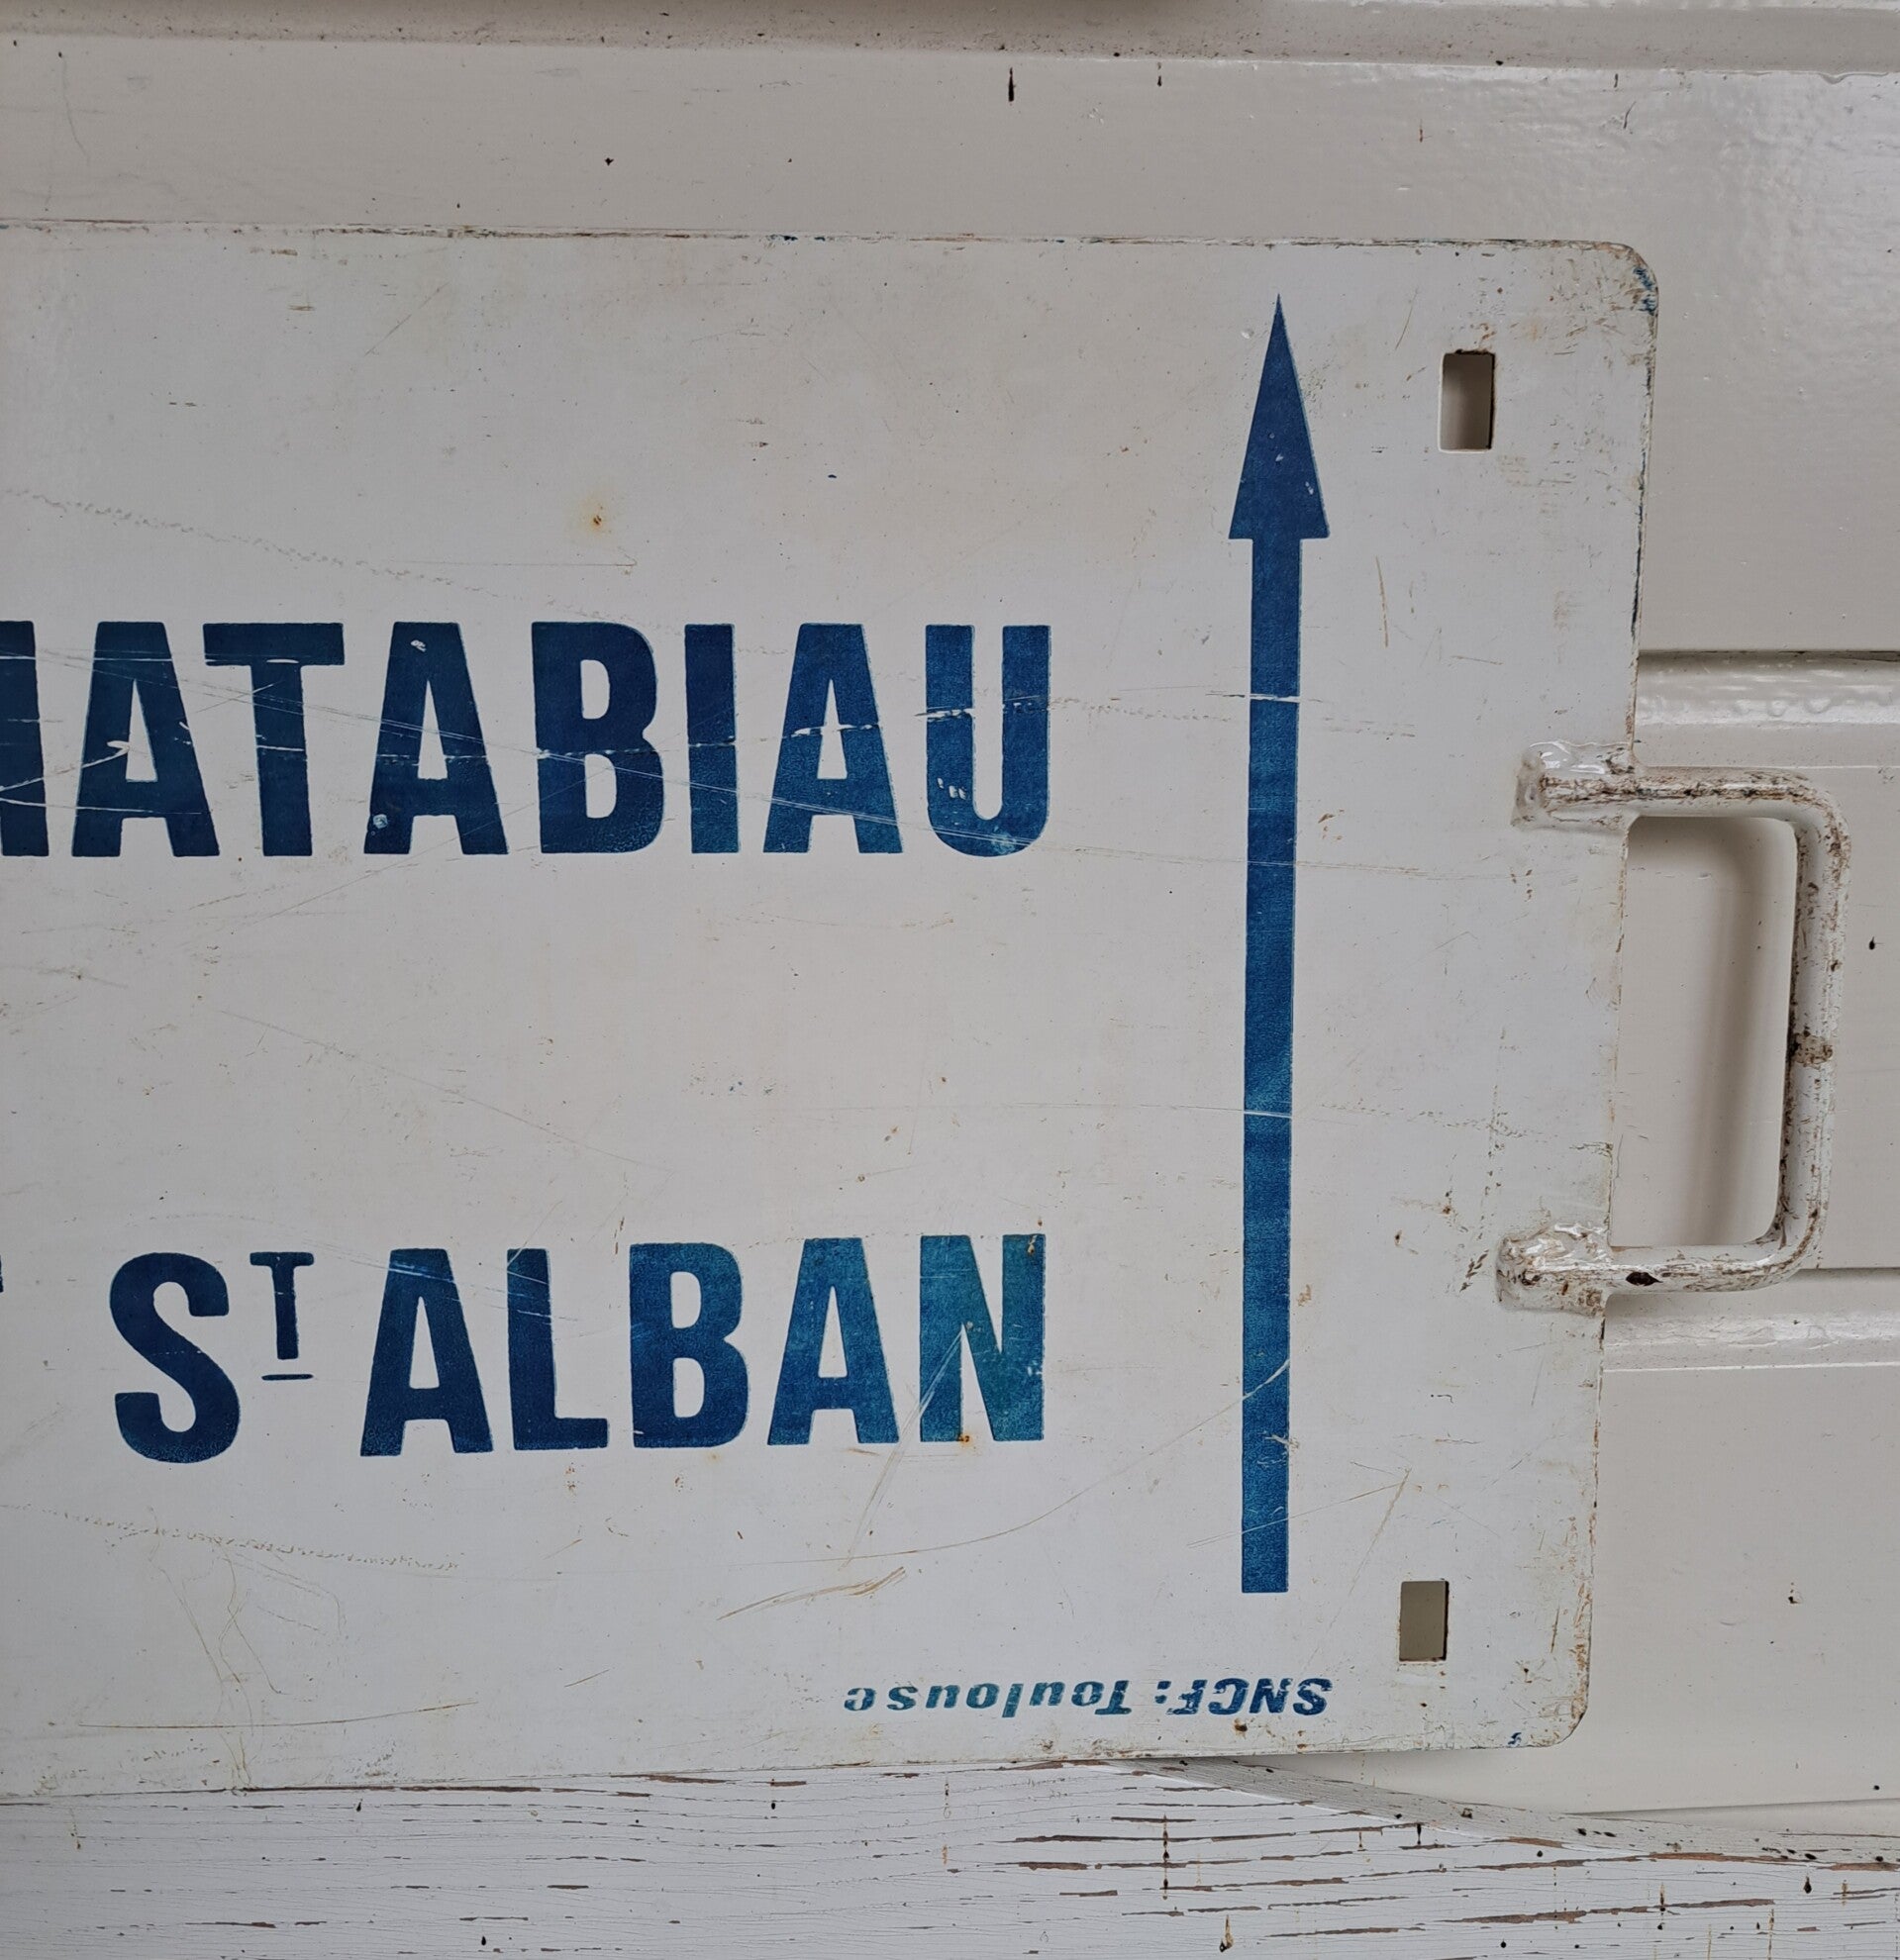 MATABIAU
Sᵀ ALBAN
SNCF: Toulouse